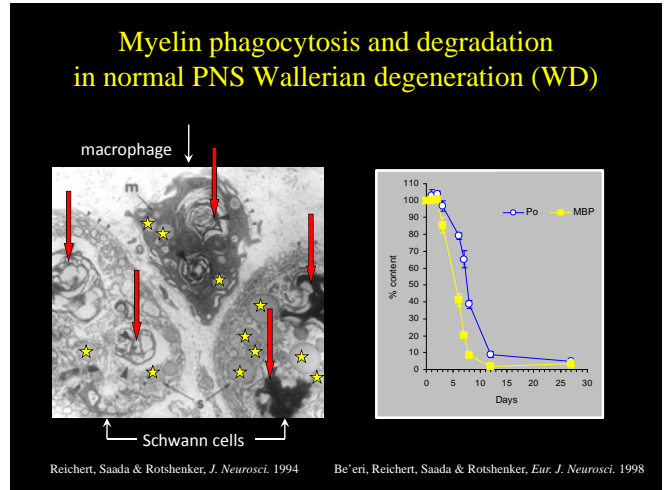 Myelin phagocytosis and degradation
in normal PNS Wallerian degeneration (WD)
macrophage
m
s
Schwann cells
110
100
90
80
70
60
50
40
30
20
10
0
% content
Po
MBP
0 5 10 15 20 25 30
Days
Reichert, Saada & Rotshenker, J. Neurosci. 1994
Be'eri, Reichert, Saada & Rotshenker, Eur. J. Neurosci. 1998